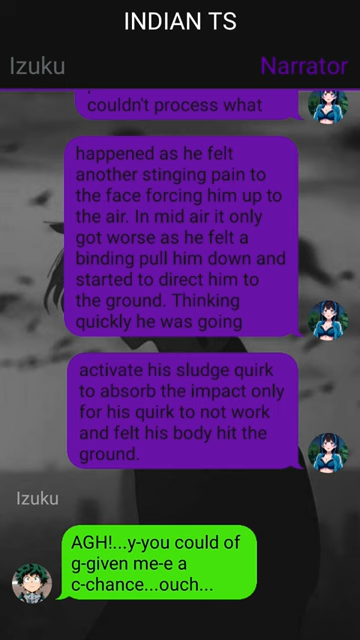 INDIAN TS
Izuku Narrator
couldn't process what
happened as he felt
another stinging pain to
the face forcing him up to
the air. In mid air it only
got worse as he felt a
binding pull him down and
started to direct him to
the ground. Thinking
quickly he was going
activate his sludge quirk
to absorb the impact only
for his quirk to not work
and felt his body hit the
ground.
Izuku
AGH!...y-you could of
g-given me-e a
c-chance...ouch...